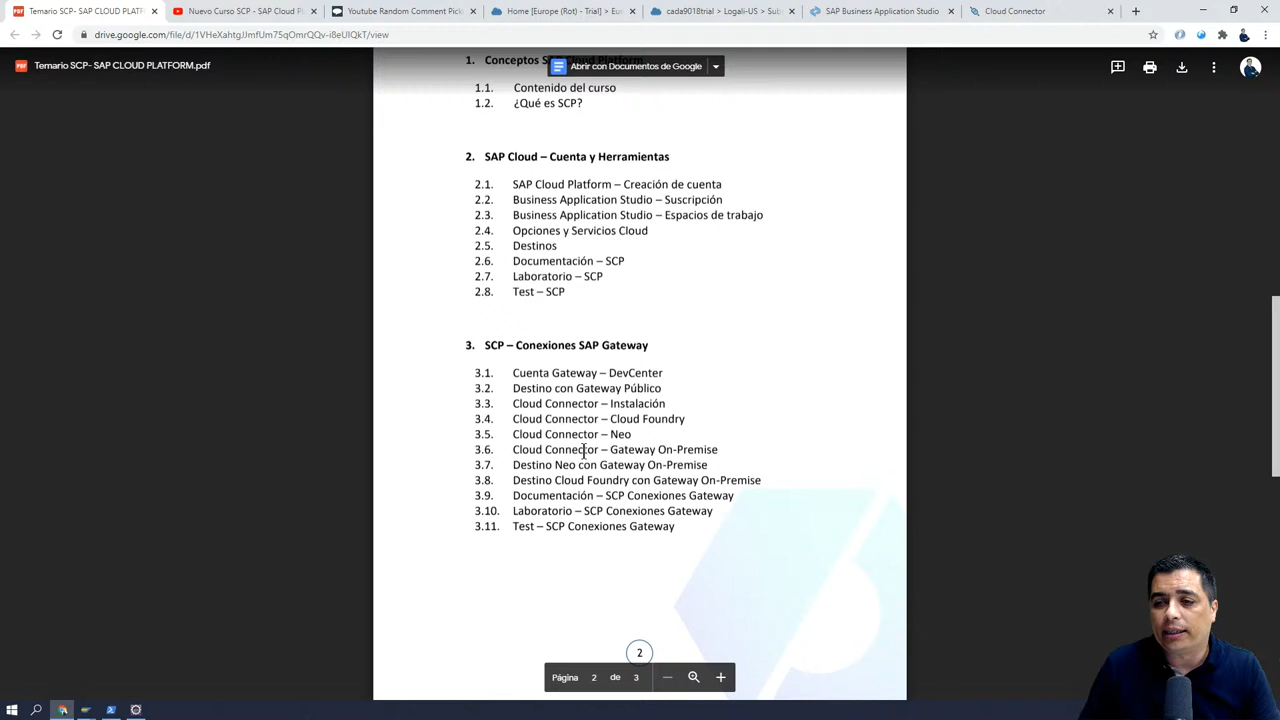 Temario SCP- SAP CLOUD PLATFORM
Nuevo Curso SCP - SAP Cloud P
Youtube Random Comment Picke
Home [Europe (Rot) - Trial] > Eu
cada9018trial > Logali-US > Sub
SAP Business Application Studio
Cloud Connector
drive.google.com/file/d/1VHeXahtgJJmfUm75qOmrQQv-i8eUIQkT/view
Temario SCP- SAP CLOUD PLATFORM.pdf
Abrir con Documentos de Google
1. Conceptos SAP Cloud Platform
1.1. Contenido del curso
1.2. ¿Qué es SCP?
2. SAP Cloud – Cuenta y Herramientas
2.1. SAP Cloud Platform – Creación de cuenta
2.2. Business Application Studio – Suscripción
2.3. Business Application Studio – Espacios de trabajo
2.4. Opciones y Servicios Cloud
2.5. Destinos
2.6. Documentación – SCP
2.7. Laboratorio – SCP
2.8. Test – SCP
3. SCP – Conexiones SAP Gateway
3.1. Cuenta Gateway – DevCenter
3.2. Destino con Gateway Público
3.3. Cloud Connector – Instalación
3.4. Cloud Connector – Cloud Foundry
3.5. Cloud Connector – Neo
3.6. Cloud Connector – Gateway On-Premise
3.7. Destino Neo con Gateway On-Premise
3.8. Destino Cloud Foundry con Gateway On-Premise
3.9. Documentación – SCP Conexiones Gateway
3.10. Laboratorio – SCP Conexiones Gateway
3.11. Test – SCP Conexiones Gateway
2
Página 2 de 3